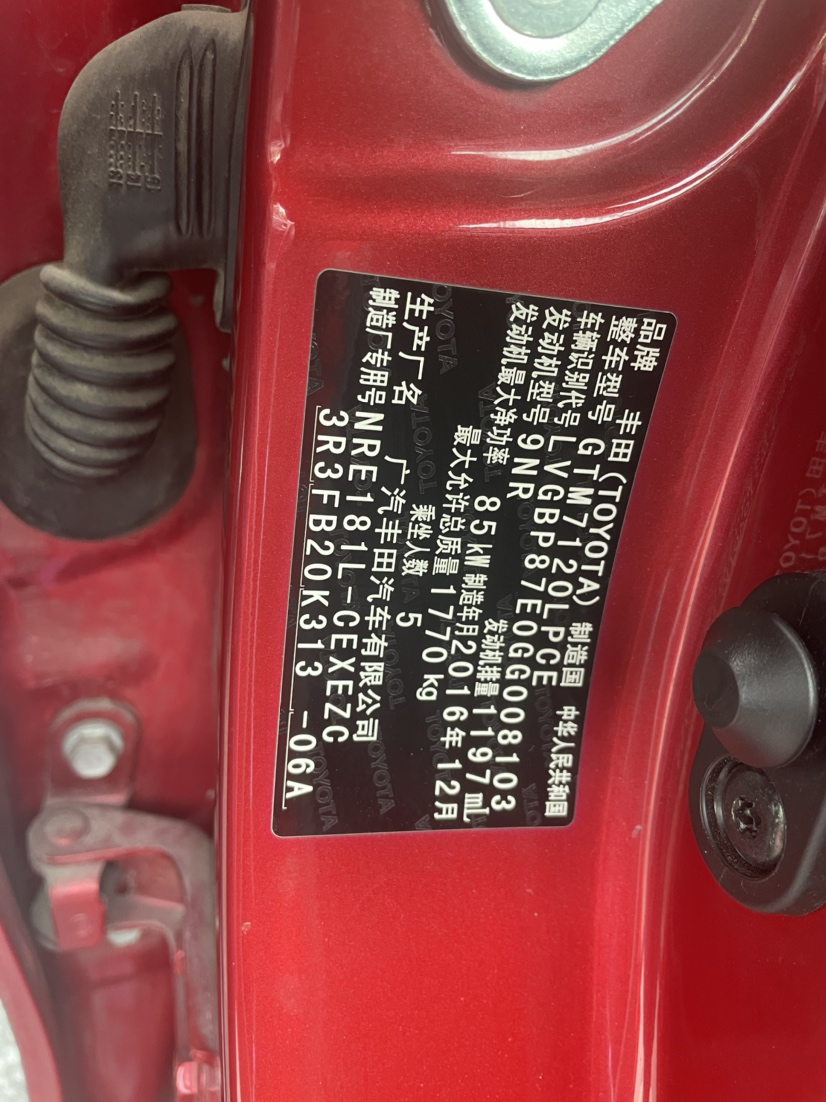 品牌 丰田(TOYOTA) 制造国 中华人民共和国
整车型号 GTM7120LPCE
车辆识别代号 LVGBP87E0GG008103
发动机型号 9NR 发动机排量 1197mL
发动机最大净功率 85kW 制造年月 2016年12月
最大允许总质量 1770kg
乘坐人数 5
生产厂名 广汽丰田汽车有限公司
制造厂专用号 NRE181L-CEXEZC
3R3FB20K313 -06A